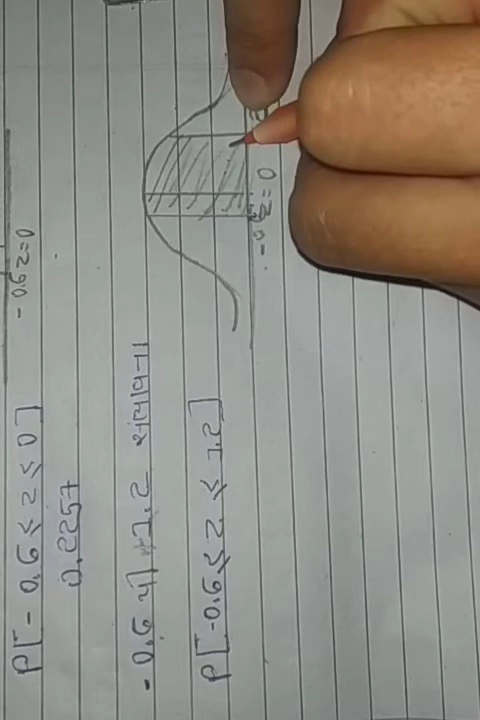 -0.6 z=0
P[-0.6 ≤ z ≤ 0]
0.2257
-0.6 થી +1.2 સંભાવના
P[-0.6 ≤ z ≤ 1.2]
-0.6 z=0